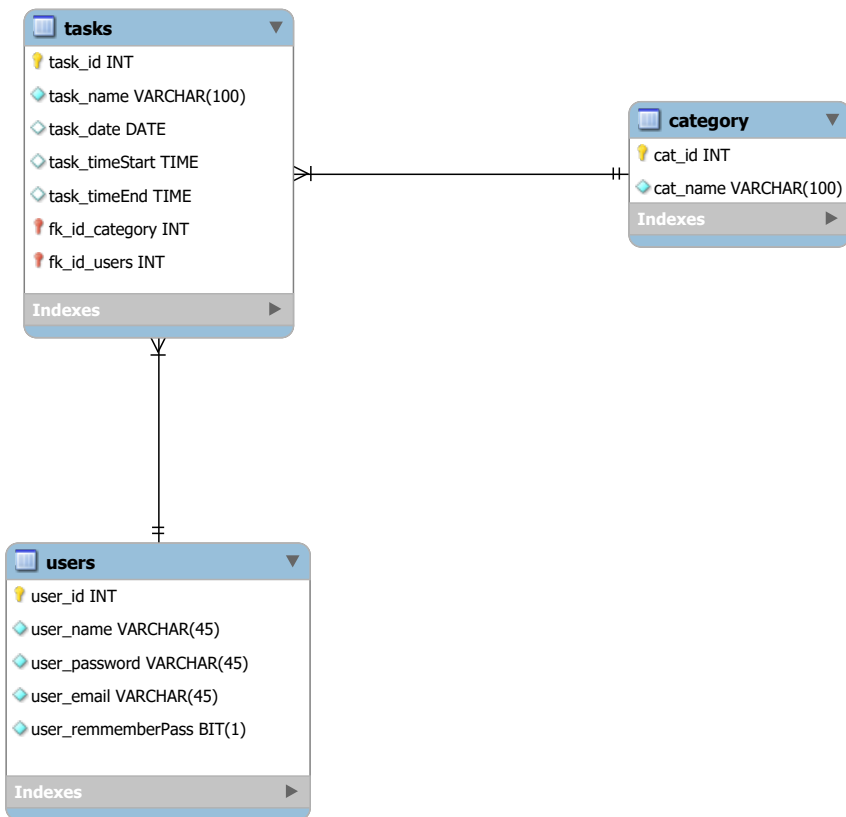 tasks
task_id INT
task_name VARCHAR(100)
task_date DATE
task_timeStart TIME
task_timeEnd TIME
fk_id_category INT
fk_id_users INT
Indexes
category
cat_id INT
cat_name VARCHAR(100)
Indexes
users
user_id INT
user_name VARCHAR(45)
user_password VARCHAR(45)
user_email VARCHAR(45)
user_remmemberPass BIT(1)
Indexes